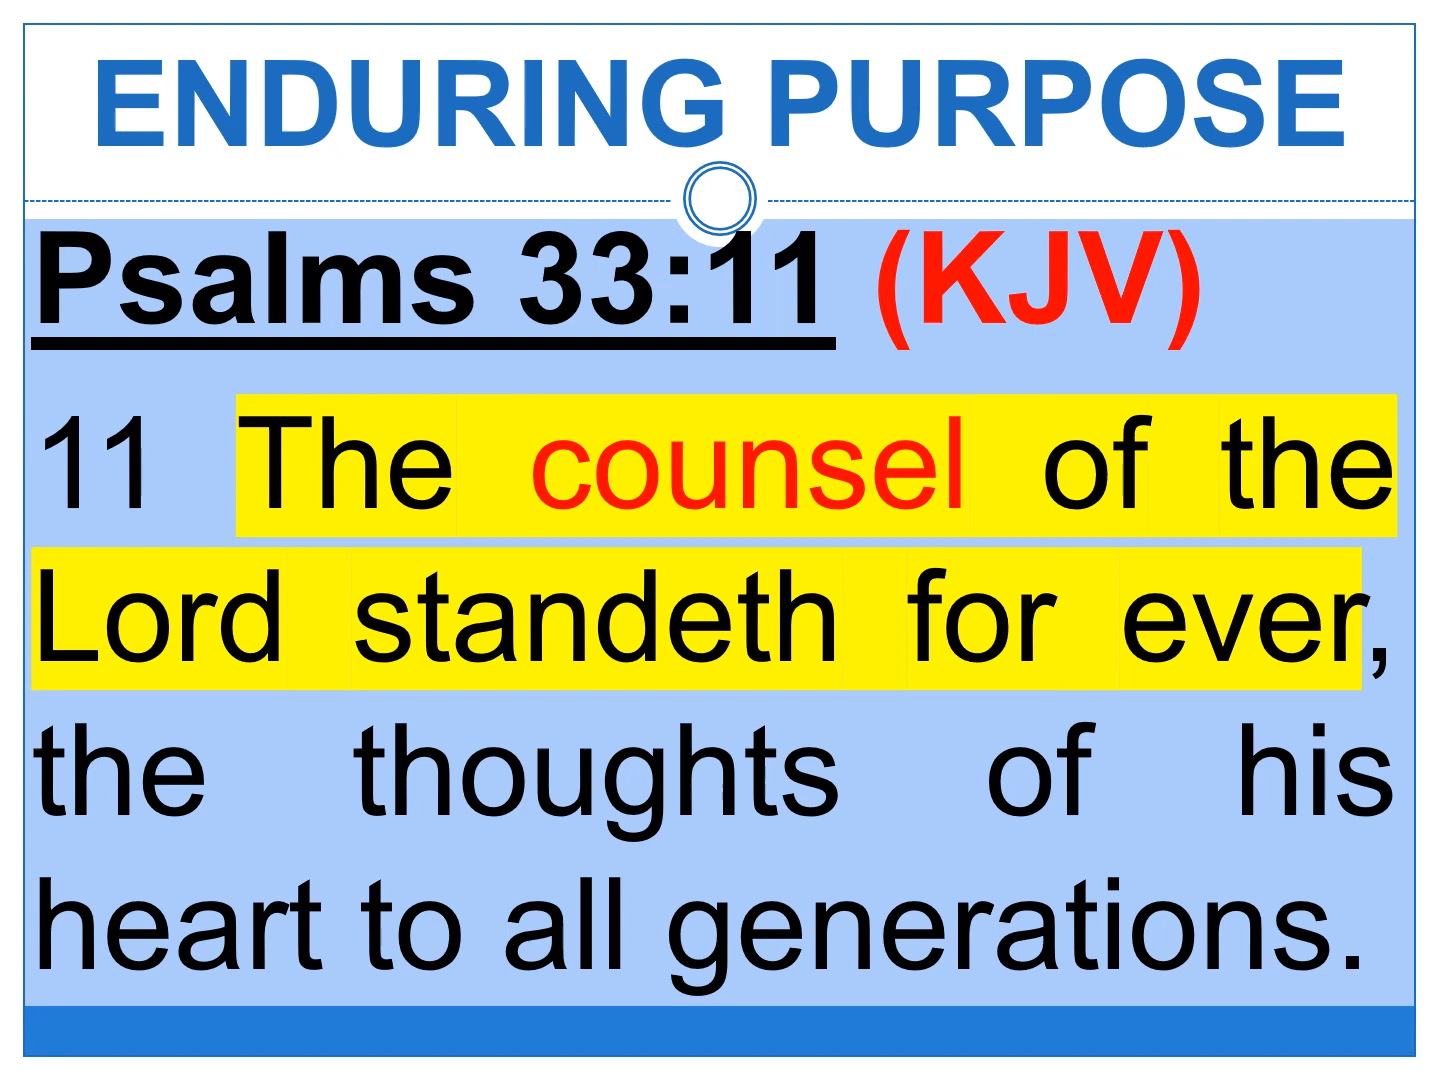 ENDURING PURPOSE
Psalms 33:11 (KJV)
11 The counsel of the
Lord standeth for ever,
the thoughts of his
heart to all generations.